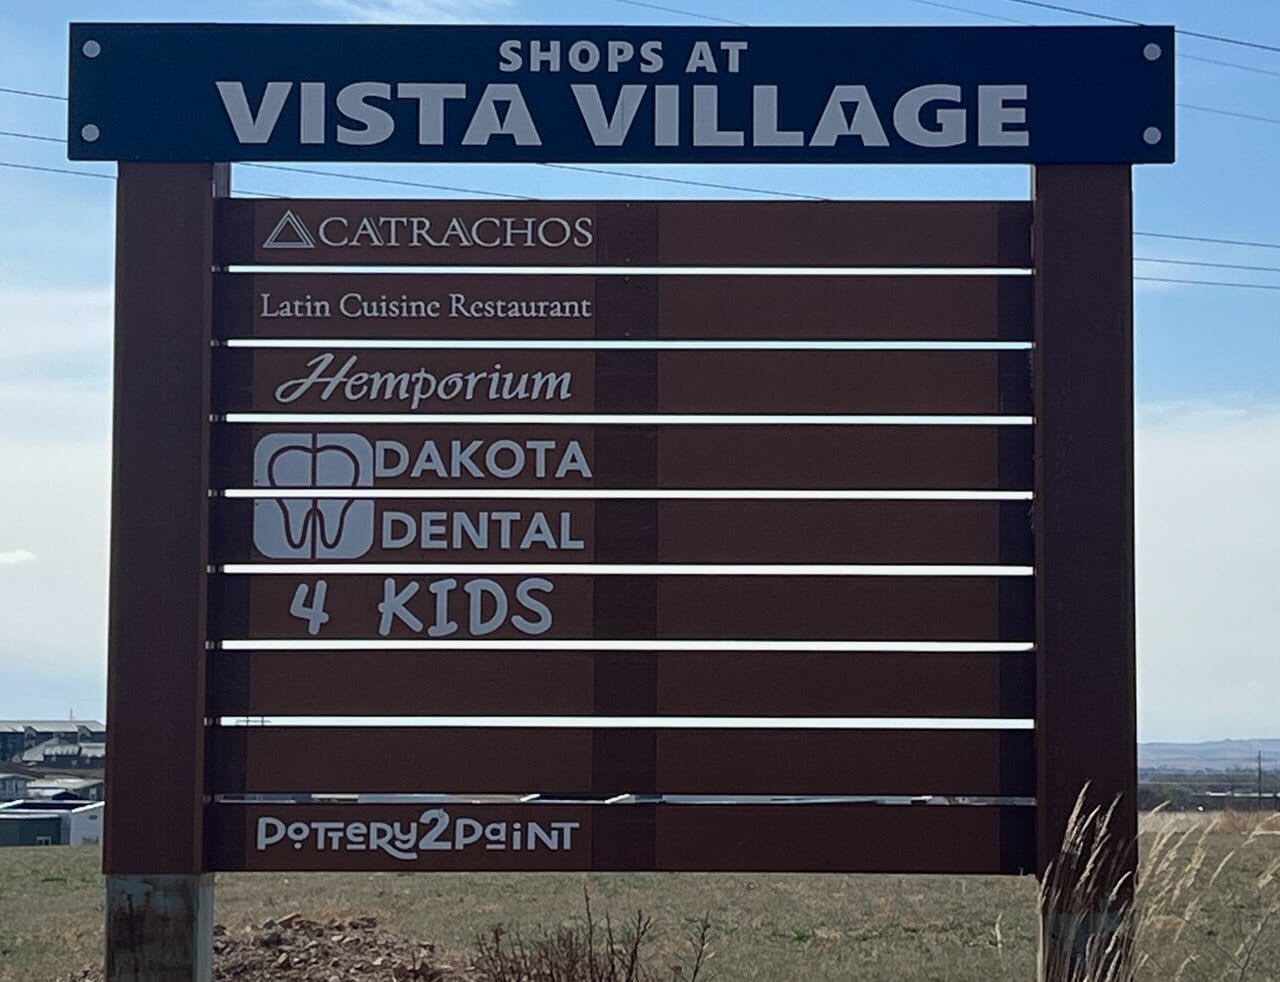 SHOPS AT
VISTA VILLAGE
CATRACHOS
Latin Cuisine Restaurant
Hemporium
DAKOTA
DENTAL
4 KIDS
POTTERY2PaiNT